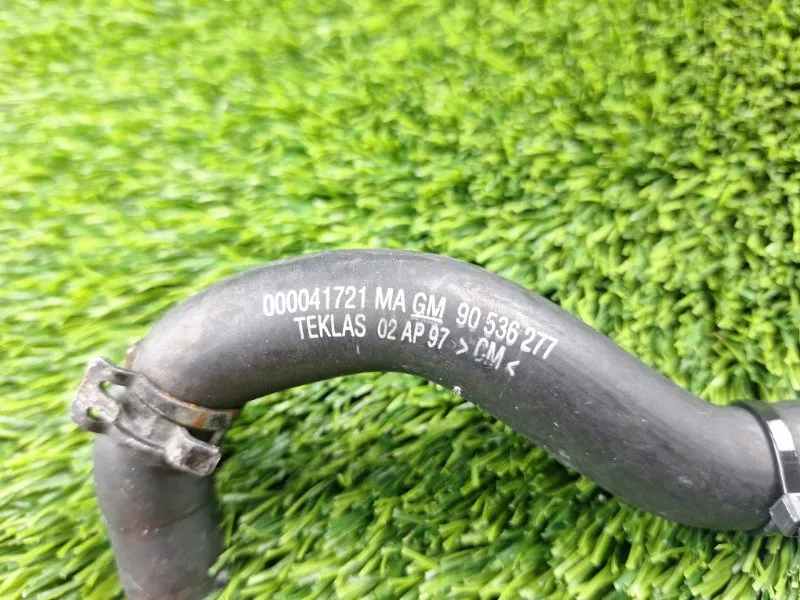 000041721 MA GM 90 536 277
TEKLAS 02 AP 97 >CM<